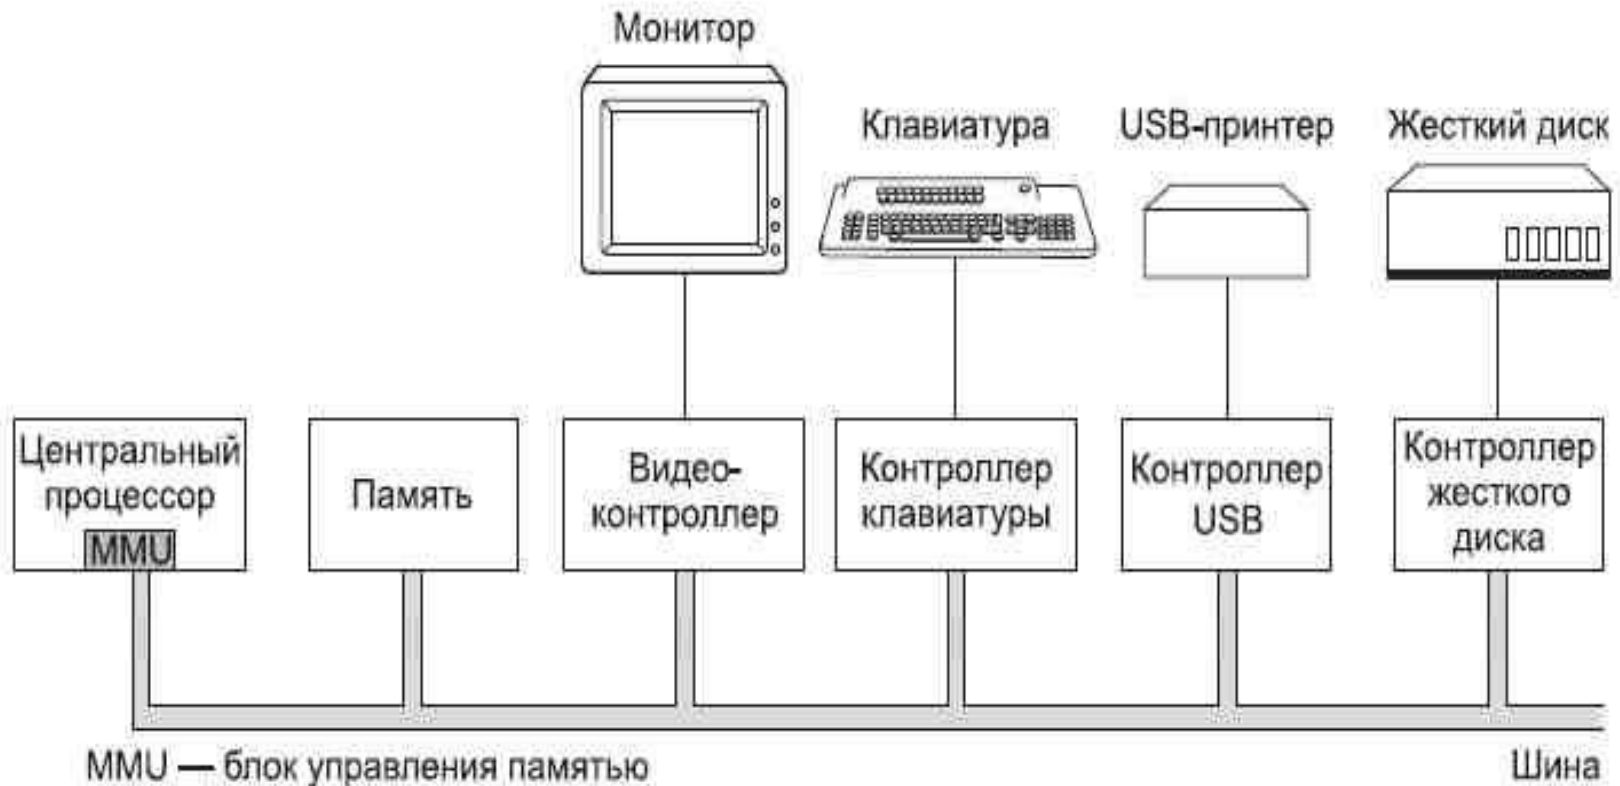 Монитор
Клавиатура
USB-принтер
Жесткий диск
Центральный
процессор
MMU
Память
Видео-
контроллер
Контроллер
клавиатуры
Контроллер
USB
Контроллер
жесткого
диска
MMU — блок управления памятью
Шина